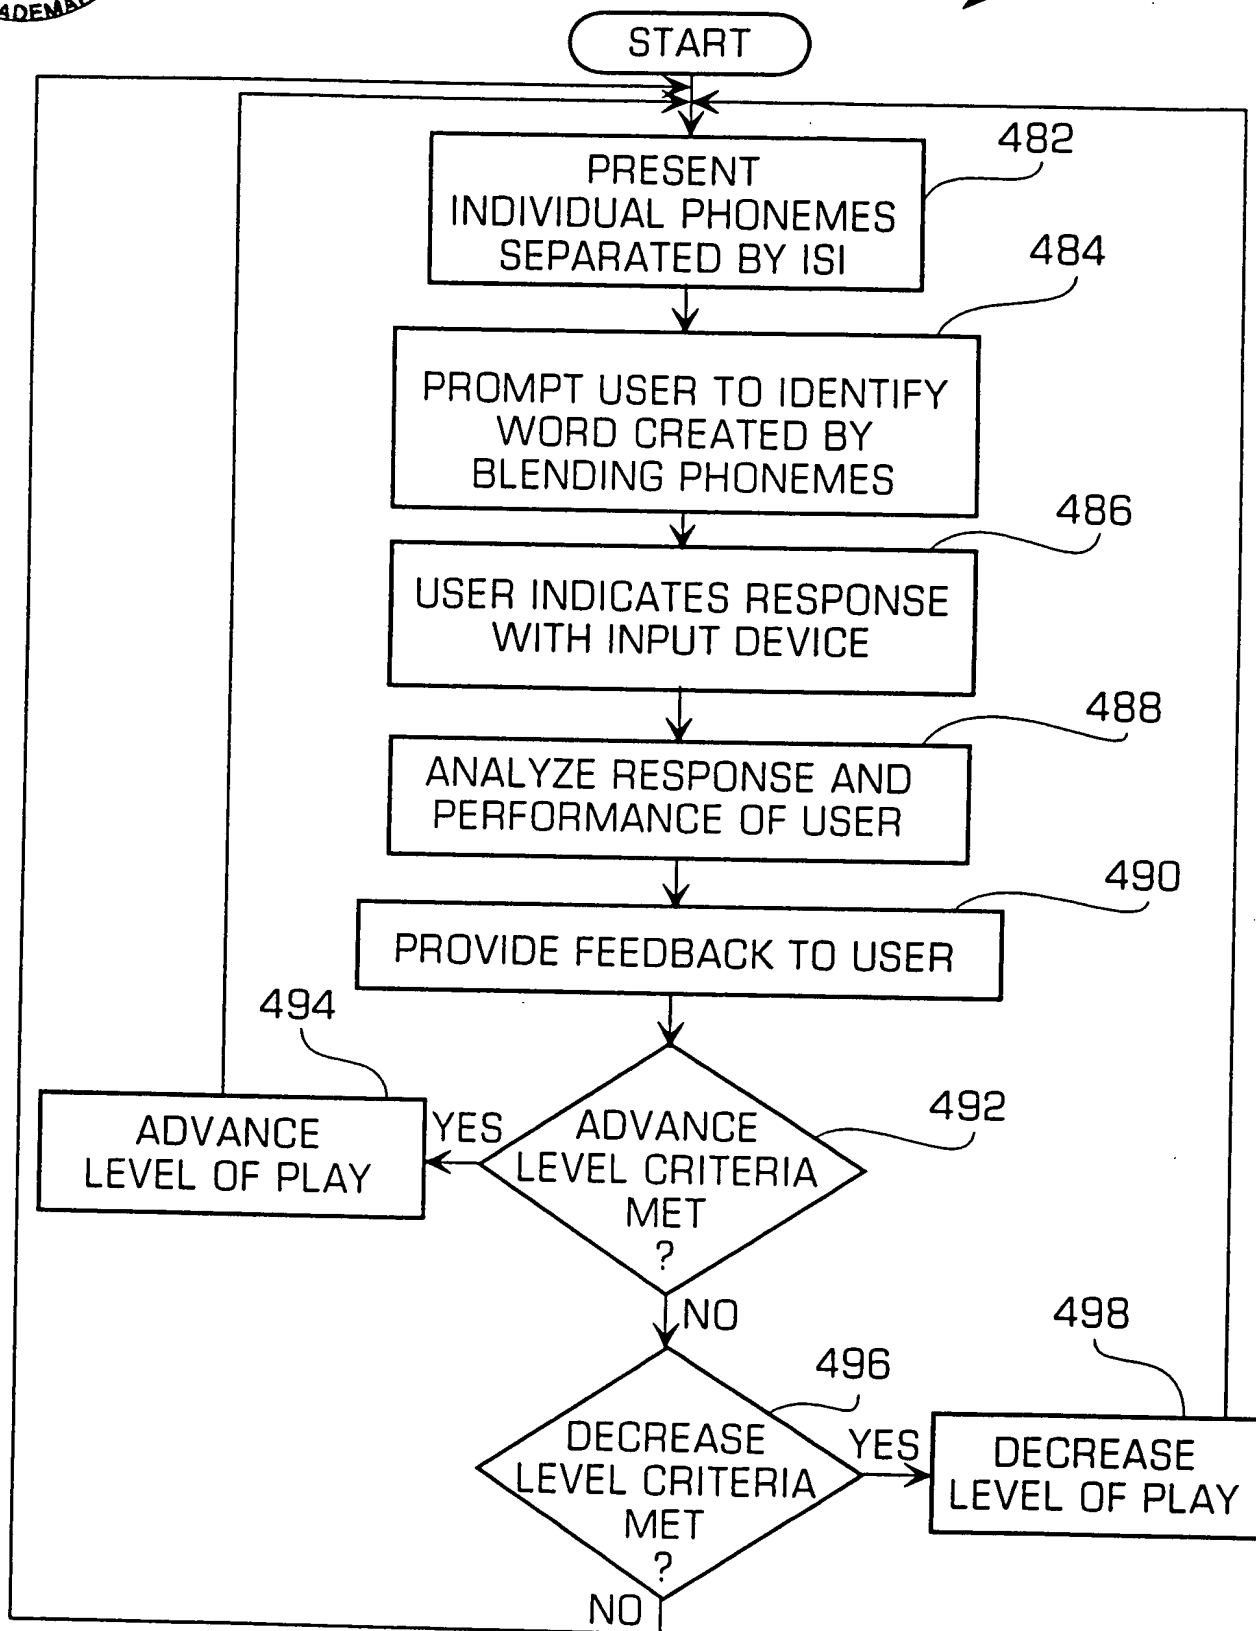 START
482
PRESENT
INDIVIDUAL PHONEMES
SEPARATED BY ISI
484
PROMPT USER TO IDENTIFY
WORD CREATED BY
BLENDING PHONEMES
486
USER INDICATES RESPONSE
WITH INPUT DEVICE
488
ANALYZE RESPONSE AND
PERFORMANCE OF USER
490
PROVIDE FEEDBACK TO USER
494
ADVANCE
LEVEL OF PLAY
YES
492
ADVANCE
LEVEL CRITERIA
MET
?
NO
496
DECREASE
LEVEL CRITERIA
MET
?
YES
498
DECREASE
LEVEL OF PLAY
NO